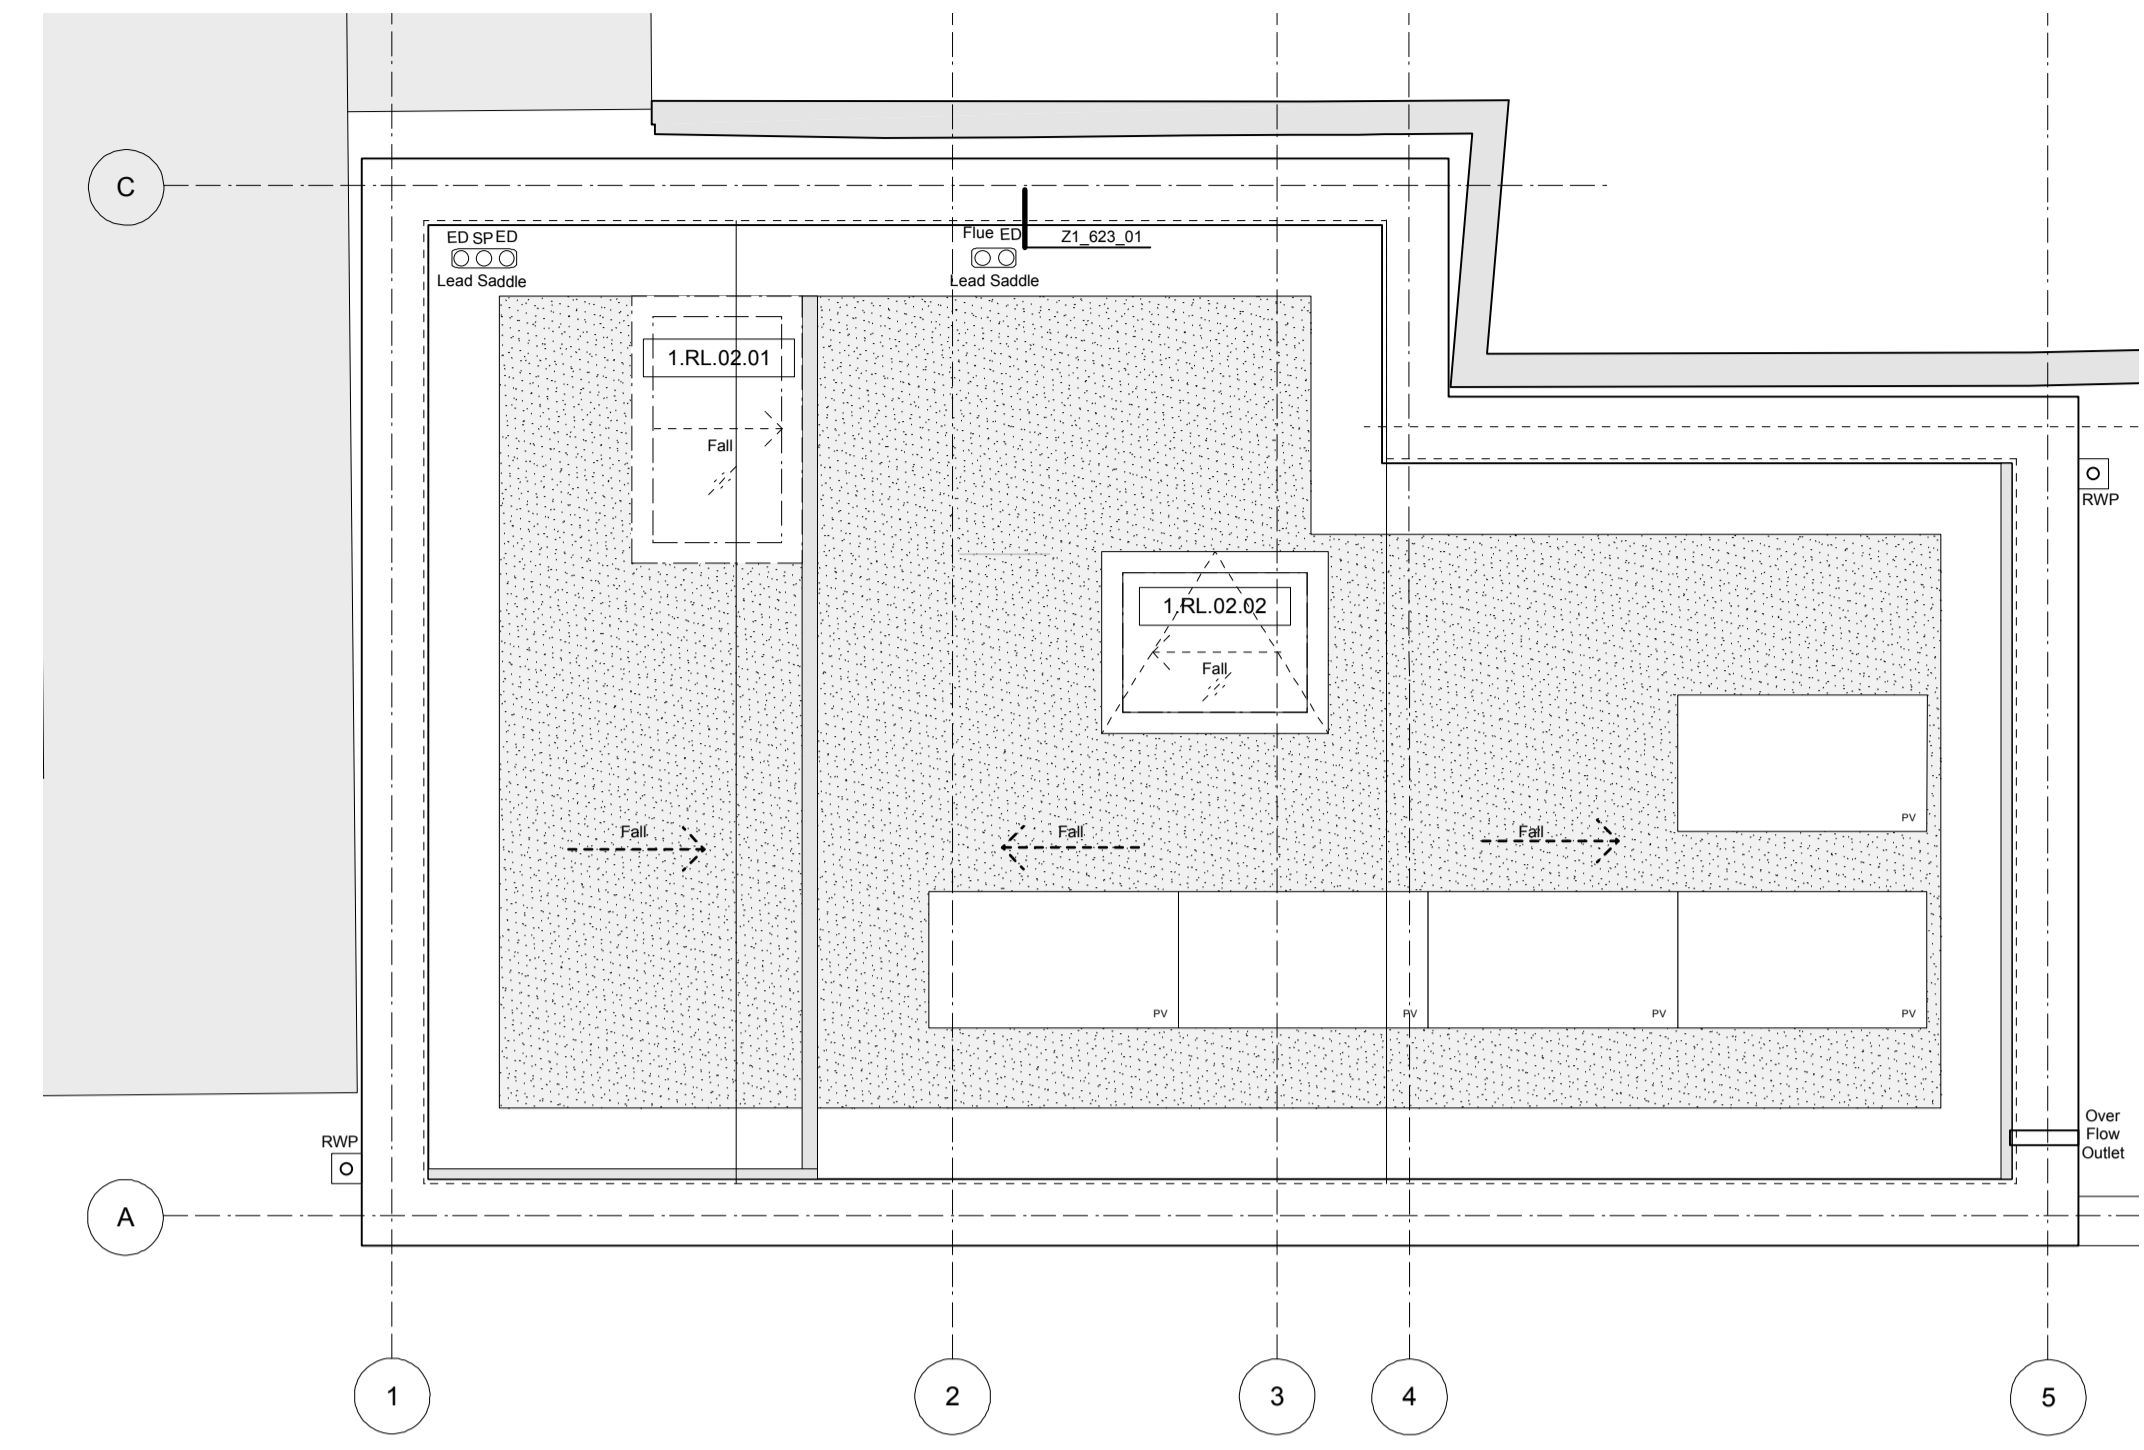 C
ED SP ED
Lead Saddle
Flue ED
Lead Saddle
Z1_623_01
1.RL.02.01
Fall
RWP
1.RL.02.02
Fall
PV
Fall
Fall
Fall
PV
PV
PV
PV
RWP
Over
Flow
Outlet
A
1
2
3
4
5